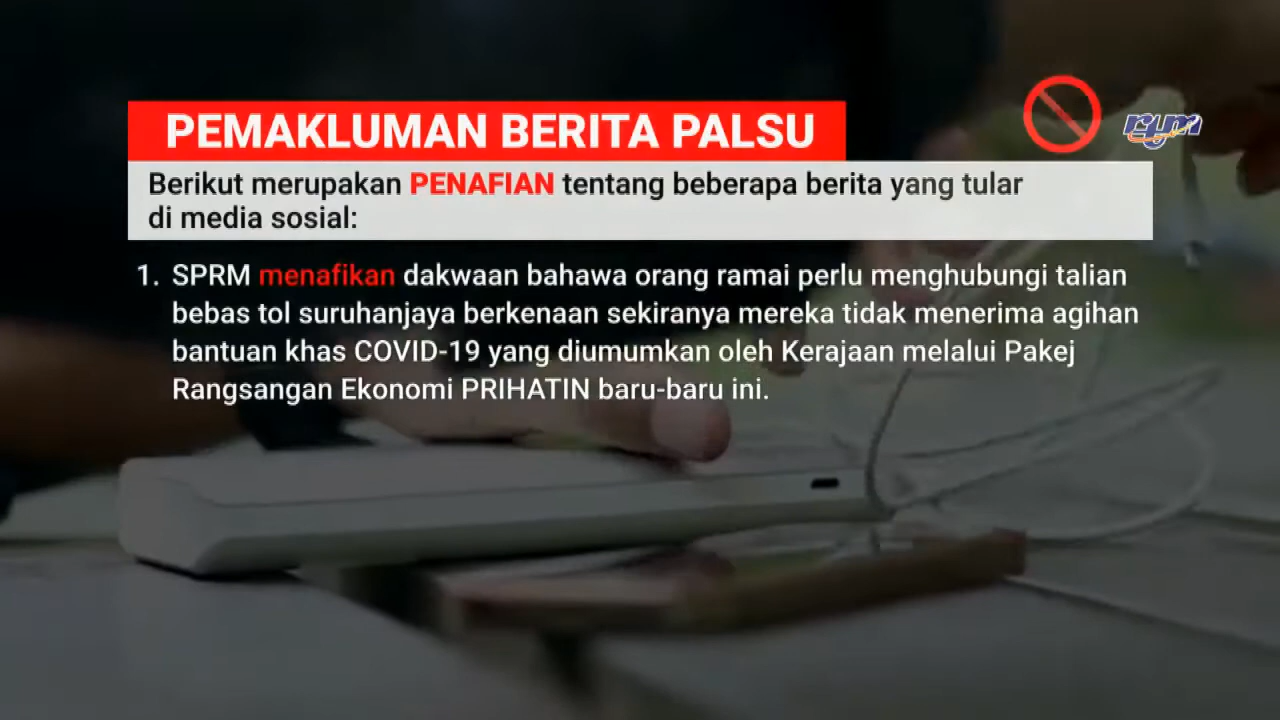 PEMAKLUMAN BERITA PALSU
rtm
Berikut merupakan PENAFIAN tentang beberapa berita yang tular
di media sosial:
1. SPRM menafikan dakwaan bahawa orang ramai perlu menghubungi talian
bebas tol suruhanjaya berkenaan sekiranya mereka tidak menerima agihan
bantuan khas COVID-19 yang diumumkan oleh Kerajaan melalui Pakej
Rangsangan Ekonomi PRIHATIN baru-baru ini.